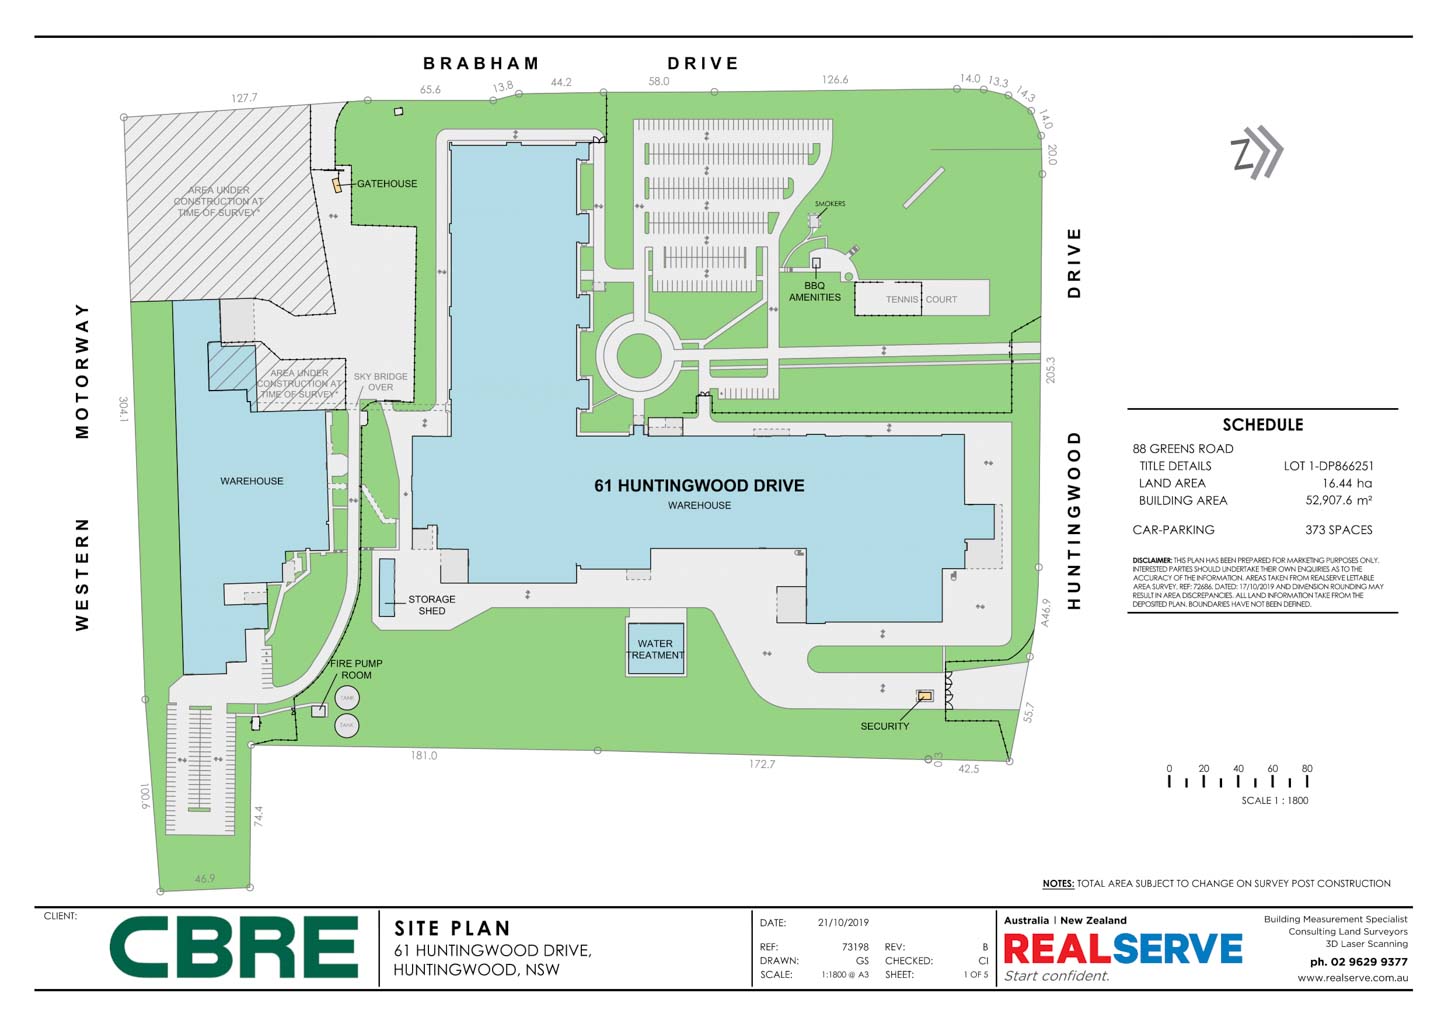 BRABHAM DRIVE
127.7
65.6
13.8
44.2
58.0
126.6
14.0
13.3
14.3
14.0
20.0
N
AREA UNDER
CONSTRUCTION AT
TIME OF SURVEY*
GATEHOUSE
SMOKERS
BBQ
AMENITIES
TENNIS COURT
DRIVE
HUNTINGWOOD
205.3
WESTERN MOTORWAY
304.1
AREA UNDER
CONSTRUCTION AT
TIME OF SURVEY*
SKY BRIDGE
OVER
WAREHOUSE
61 HUNTINGWOOD DRIVE
WAREHOUSE
STORAGE
SHED
WATER
TREATMENT
FIRE PUMP
ROOM
TANK
TANK
SECURITY
A46.9
55.7
181.0
172.7
0.3
42.5
100.6
74.4
46.9
SCHEDULE
88 GREENS ROAD
TITLE DETAILS LOT 1-DP866251
LAND AREA 16.44 ha
BUILDING AREA 52,907.6 m²
CAR-PARKING 373 SPACES
DISCLAIMER: THIS PLAN HAS BEEN PREPARED FOR MARKETING PURPOSES ONLY.
INTERESTED PARTIES SHOULD UNDERTAKE THEIR OWN ENQUIRIES AS TO THE
ACCURACY OF THE INFORMATION. AREAS TAKEN FROM REALSERVE LETTABLE
AREA SURVEY, REF: 72686, DATED: 17/10/2019 AND DIMENSION ROUNDING MAY
RESULT IN AREA DISCREPANCIES. ALL LAND INFORMATION TAKE FROM THE
DEPOSITED PLAN. BOUNDARIES HAVE NOT BEEN DEFINED.
0 20 40 60 80
SCALE 1 : 1800
NOTES: TOTAL AREA SUBJECT TO CHANGE ON SURVEY POST CONSTRUCTION
CLIENT:
CBRE
SITE PLAN
61 HUNTINGWOOD DRIVE,
HUNTINGWOOD, NSW
DATE: 21/10/2019
REF: 73198 REV: B
DRAWN: GS CHECKED: CI
SCALE: 1:1800 @ A3 SHEET: 1 OF 5
Australia | New Zealand
REALSERVE
Start confident.
Building Measurement Specialist
Consulting Land Surveyors
3D Laser Scanning
ph. 02 9629 9377
www.realserve.com.au